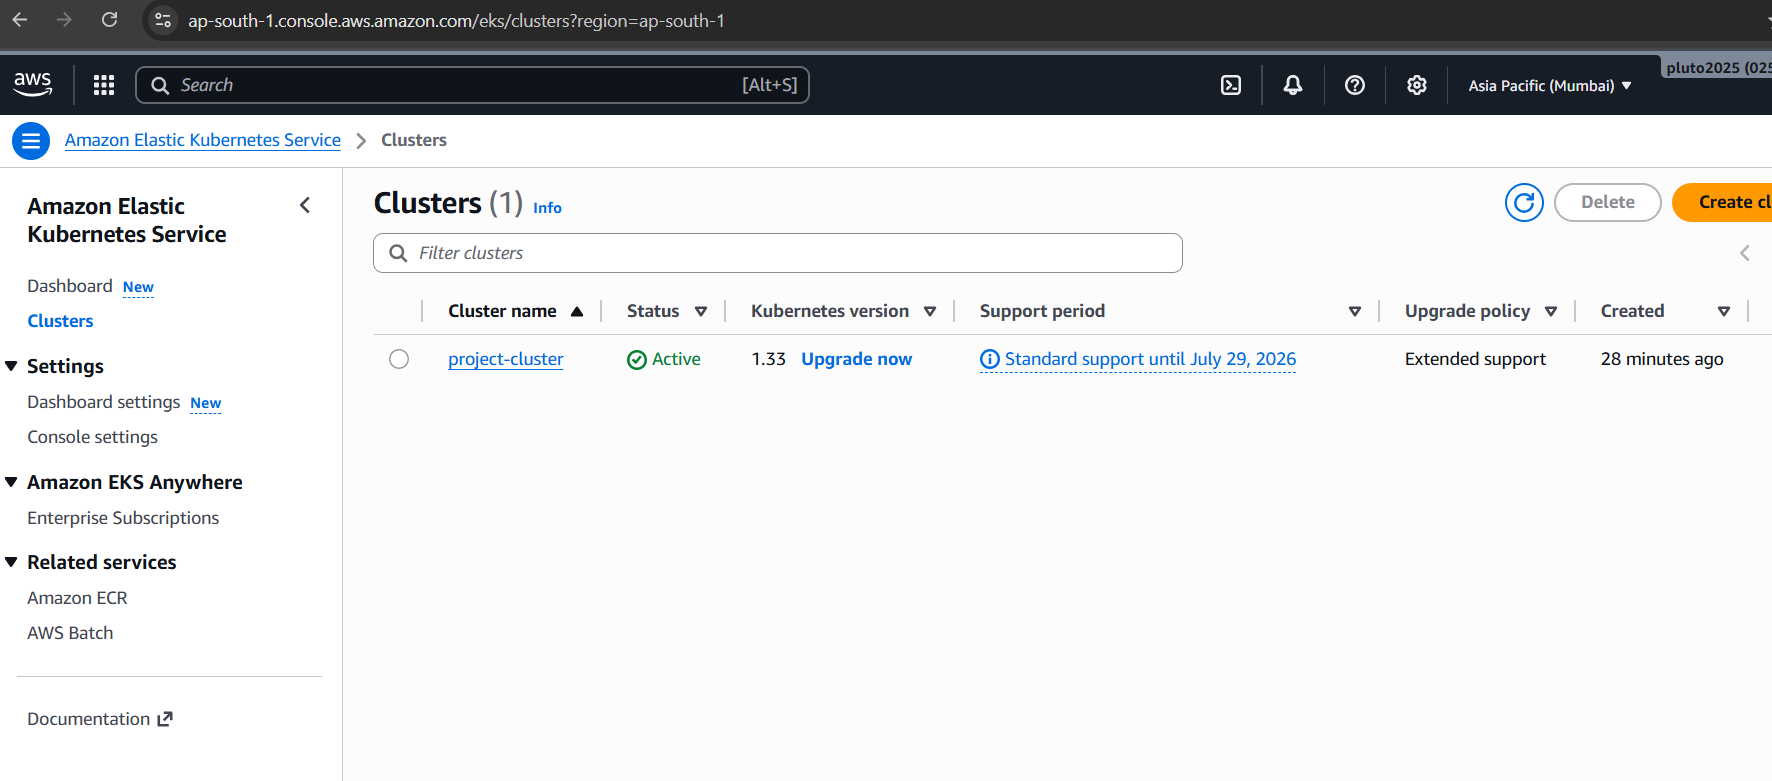 ap-south-1.console.aws.amazon.com/eks/clusters?region=ap-south-1
aws
Search [Alt+S]
Asia Pacific (Mumbai)
pluto2025 (025
Amazon Elastic Kubernetes Service > Clusters
Amazon Elastic
Kubernetes Service
Dashboard New
Clusters
Settings
Dashboard settings New
Console settings
Amazon EKS Anywhere
Enterprise Subscriptions
Related services
Amazon ECR
AWS Batch
Documentation
Clusters (1) Info
Delete
Create cl
Filter clusters
Cluster name Status Kubernetes version Support period Upgrade policy Created
project-cluster Active 1.33 Upgrade now Standard support until July 29, 2026 Extended support 28 minutes ago